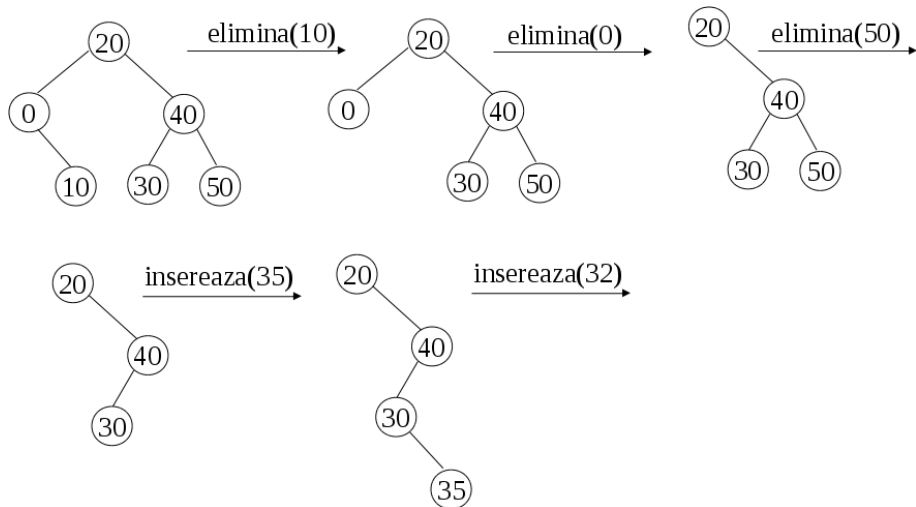 20 elimina(10) 20 elimina(0) 20 elimina(50)
0 40 0 40 40
10 30 50 30 50 30 50
20 insereaza(35) 20 insereaza(32)
40 40
30 30
35